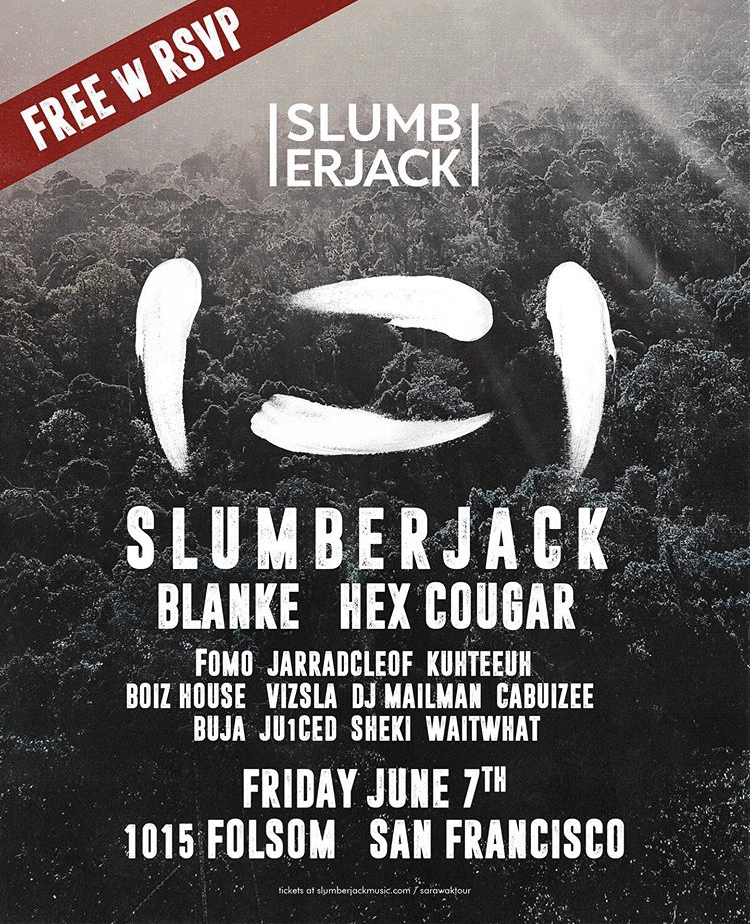 FREE W RSVP
SLUMB
ERJACK
SLUMBERJACK
BLANKE HEX COUGAR
FOMO JARRADCLEOF KUHTEEUH
BOIZ HOUSE VIZSLA DJ MAILMAN CABUIZEE
BUJA JU1CED SHEKI WAITWHAT
FRIDAY JUNE 7TH
1015 FOLSOM SAN FRANCISCO
tickets at slumberjackmusic.com / sarawaktour